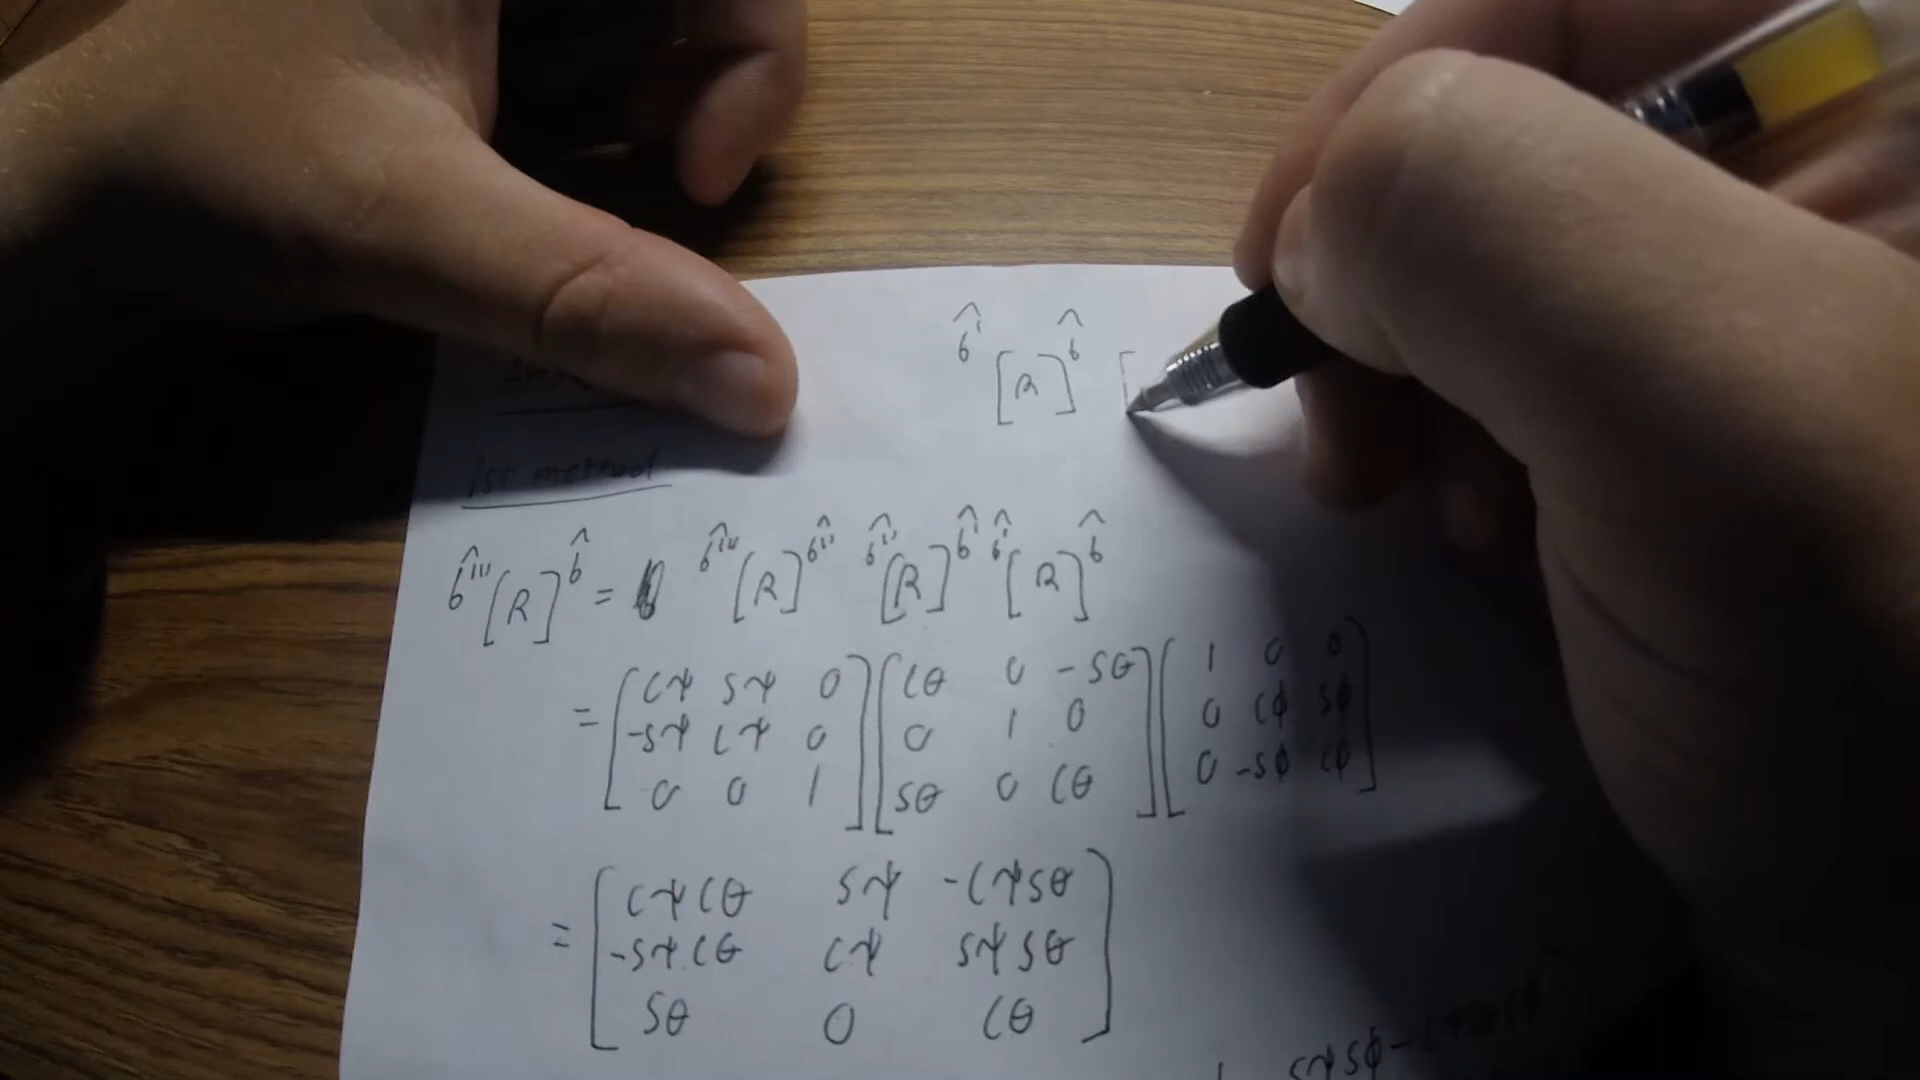 b̂' [R] b̂ [
1st method
b̂''' [R] b̂ = b̂''' [R] b̂'' b̂'' [R] b̂' b̂' [R] b̂
= [ cψ sψ 0 ] [ cθ 0 -sθ ] [ 1 0 0 ]
[ -sψ cψ 0 ] [ 0 1 0 ] [ 0 cφ sφ ]
[ 0 0 1 ] [ sθ 0 cθ ] [ 0 -sφ cφ ]
= [ cψcθ sψ -cψsθ ]
[ -sψcθ cψ sψsθ ]
[ sθ 0 cθ ]
sψsφ-